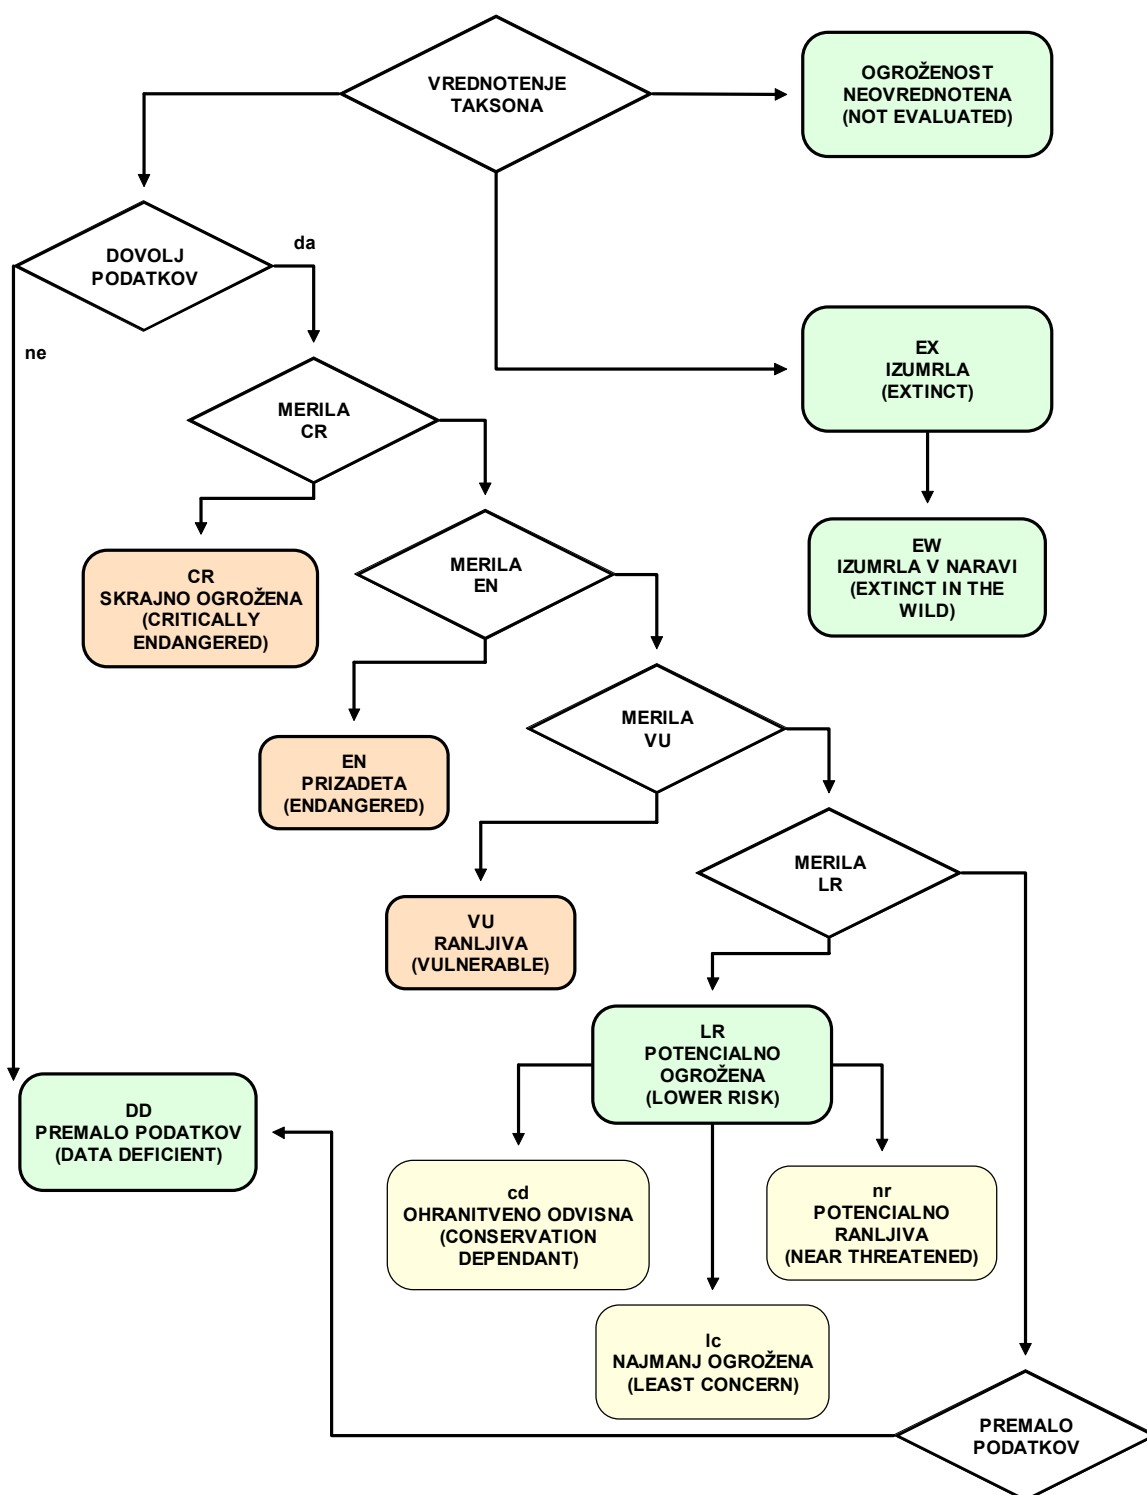 VREDNOTENJE
TAKSONA
OGROŽENOST
NEOVREDNOTENA
(NOT EVALUATED)
DOVOLJ
PODATKOV
da
ne
EX
IZUMRLA
(EXTINCT)
MERILA
CR
EW
IZUMRLA V NARAVI
(EXTINCT IN THE
WILD)
MERILA
EN
CR
SKRAJNO OGROŽENA
(CRITICALLY
ENDANGERED)
MERILA
VU
EN
PRIZADETA
(ENDANGERED)
MERILA
LR
VU
RANLJIVA
(VULNERABLE)
LR
POTENCIALNO
OGROŽENA
(LOWER RISK)
DD
PREMALO PODATKOV
(DATA DEFICIENT)
cd
OHRANITVENO ODVISNA
(CONSERVATION
DEPENDANT)
nr
POTENCIALNO
RANLJIVA
(NEAR THREATENED)
lc
NAJMANJ OGROŽENA
(LEAST CONCERN)
PREMALO
PODATKOV